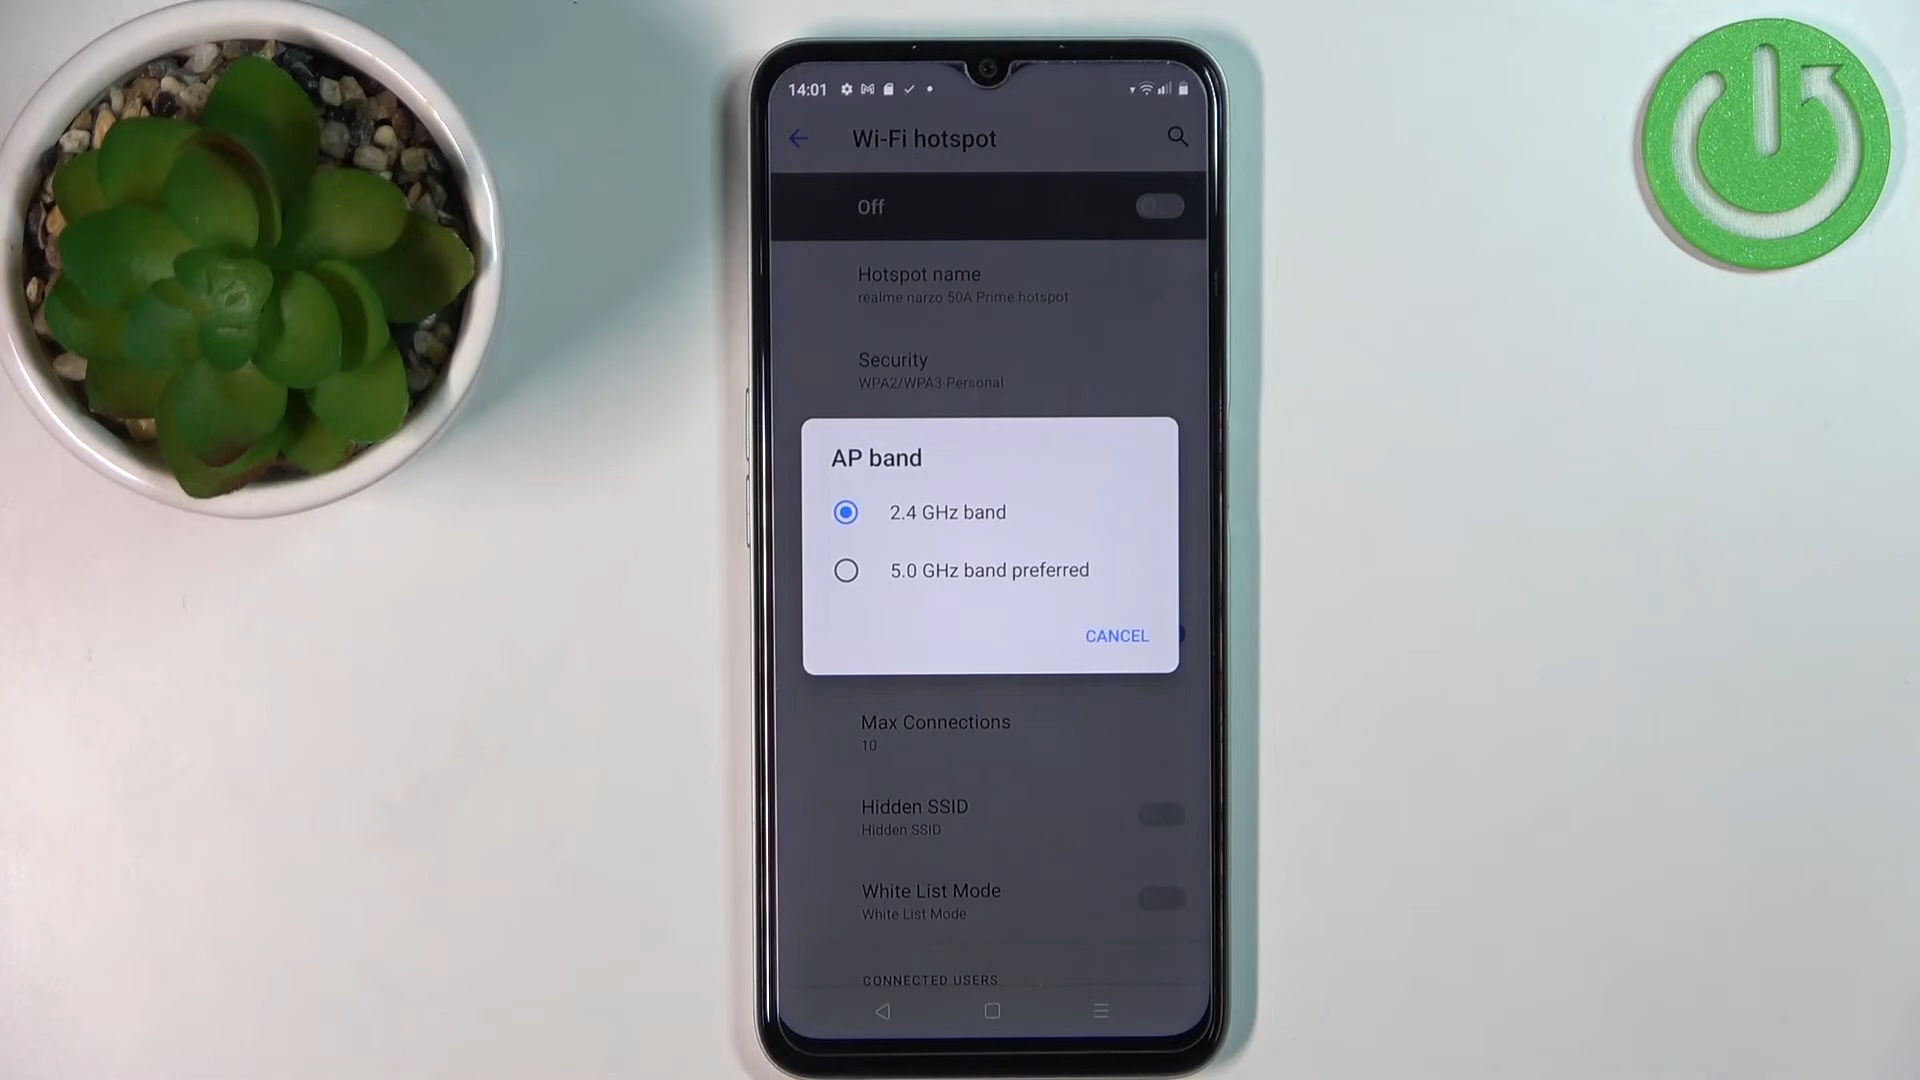 14:01
Wi-Fi hotspot
Off
Hotspot name
realme narzo 50A Prime hotspot
Security
WPA2/WPA3 Personal
AP band
2.4 GHz band
5.0 GHz band preferred
CANCEL
Max Connections
10
Hidden SSID
Hidden SSID
White List Mode
White List Mode
CONNECTED USERS